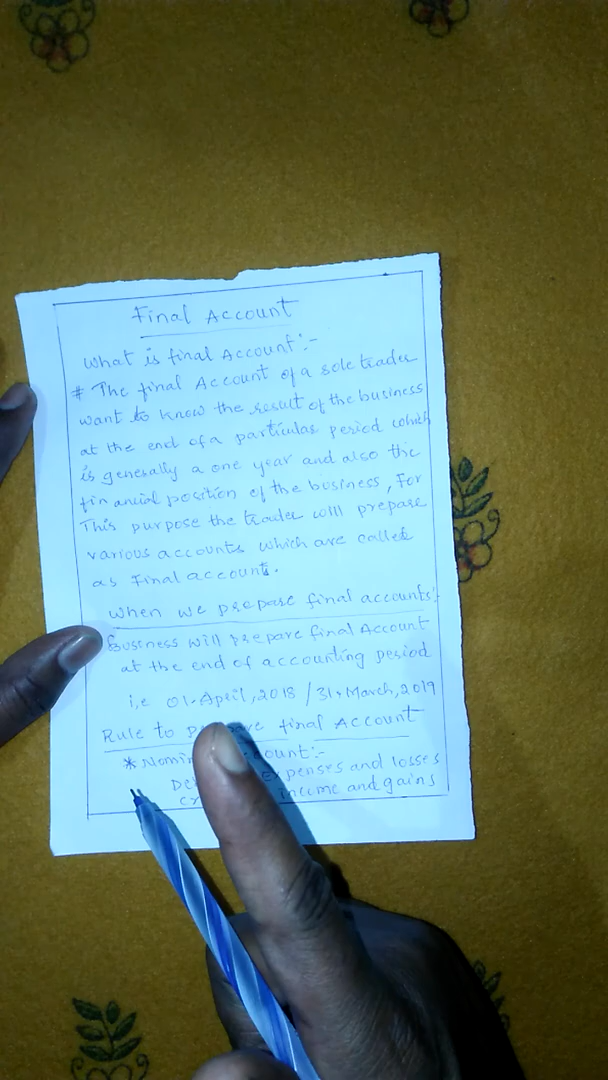 Final Account
What is final Account:-
* The final Account of a sole trader
want to know the result of the business
at the end of a particular period which
is generally a one year and also the
financial position of the business, For
This purpose the trader will prepare
various accounts which are called
as Final account.
When we prepare final accounts:-
Business will prepare final Account
at the end of accounting period
i,e 01-April,2018 / 31-March,2019
Rule to final Account
* :-
expenses and losses
income and gains